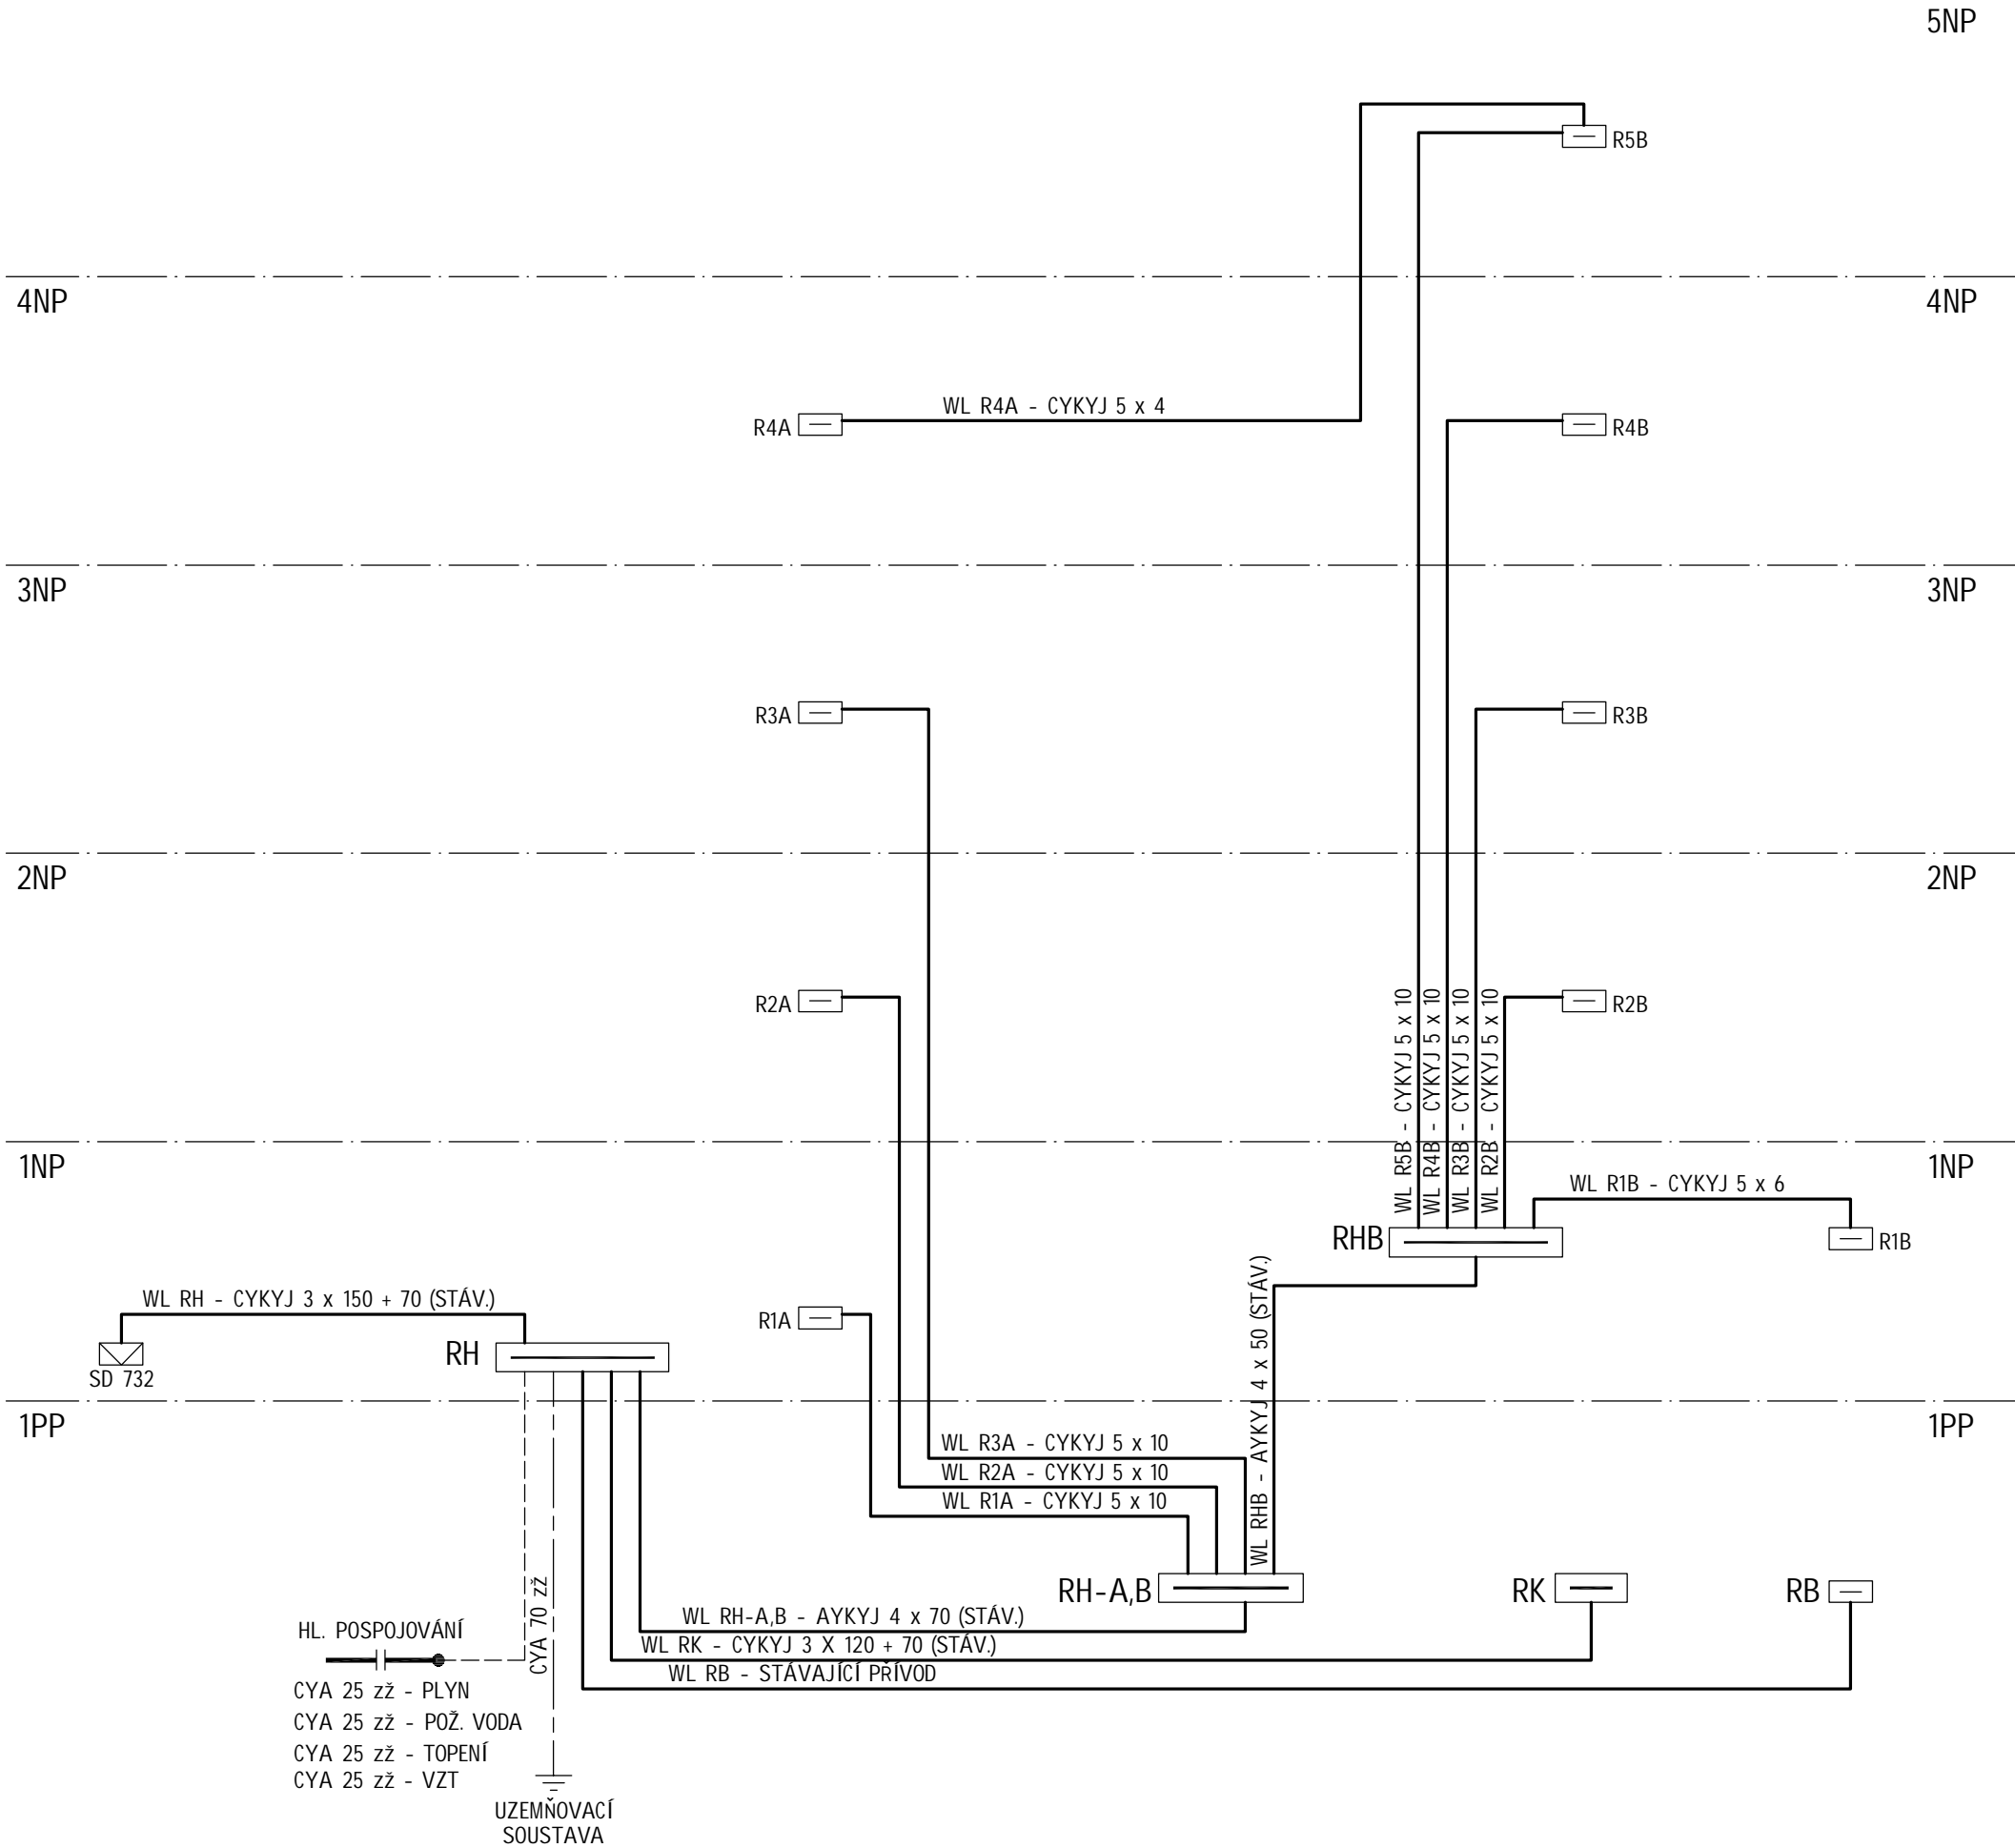 5NP
R5B
4NP
4NP
WL R4A - CYKYJ 5 x 4
R4A
R4B
3NP
3NP
R3A
R3B
2NP
2NP
R2A
R2B
WL R5B - CYKYJ 5 x 10
WL R4B - CYKYJ 5 x 10
WL R3B - CYKYJ 5 x 10
WL R2B - CYKYJ 5 x 10
1NP
1NP
WL R1B - CYKYJ 5 x 6
RHB
R1B
WL RH - CYKYJ 3 x 150 + 70 (STÁV.)
R1A
RH
SD 732
WL RHB - AYKYJ 4 x 50 (STÁV.)
1PP
1PP
WL R3A - CYKYJ 5 x 10
WL R2A - CYKYJ 5 x 10
WL R1A - CYKYJ 5 x 10
RH-A,B
RK
RB
CYA 70 zž
WL RH-A,B - AYKYJ 4 x 70 (STÁV.)
HL. POSPOJOVÁNÍ
WL RK - CYKYJ 3 X 120 + 70 (STÁV.)
WL RB - STÁVAJÍCÍ PŘÍVOD
CYA 25 zž - PLYN
CYA 25 zž - POŽ. VODA
CYA 25 zž - TOPENÍ
CYA 25 zž - VZT
UZEMŇOVACÍ
SOUSTAVA